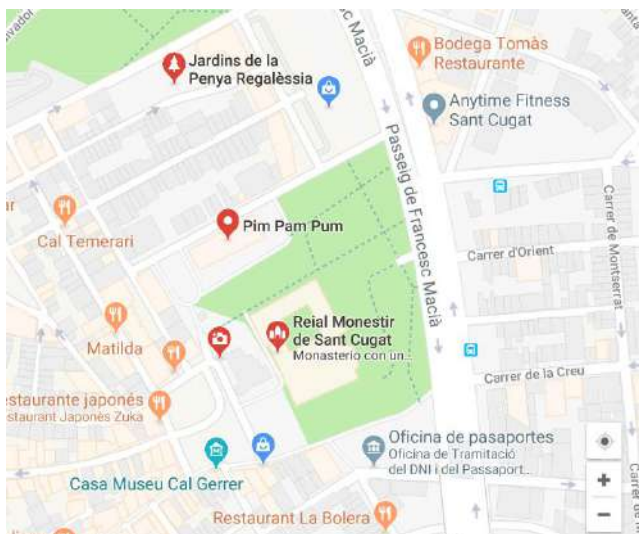 Jardins de la
Penya Regalèssia
Macià
Bodega Tomàs
Restaurante
Anytime Fitness
Sant Cugat
Passeig de Francesc Macià
Cal Temerari
Pim Pam Pum
Carrer d'Orient
Carrer de Montserrat
Matilda
Reial Monestir
de Sant Cugat
Monasterio con un...
Carrer de la Creu
estaurante japonés
staurant Japonès Zuka
Oficina de pasaportes
Oficina de Tramitació
del DNI i del Passaport...
Casa Museu Cal Gerrer
Restaurant La Bolera
+
−